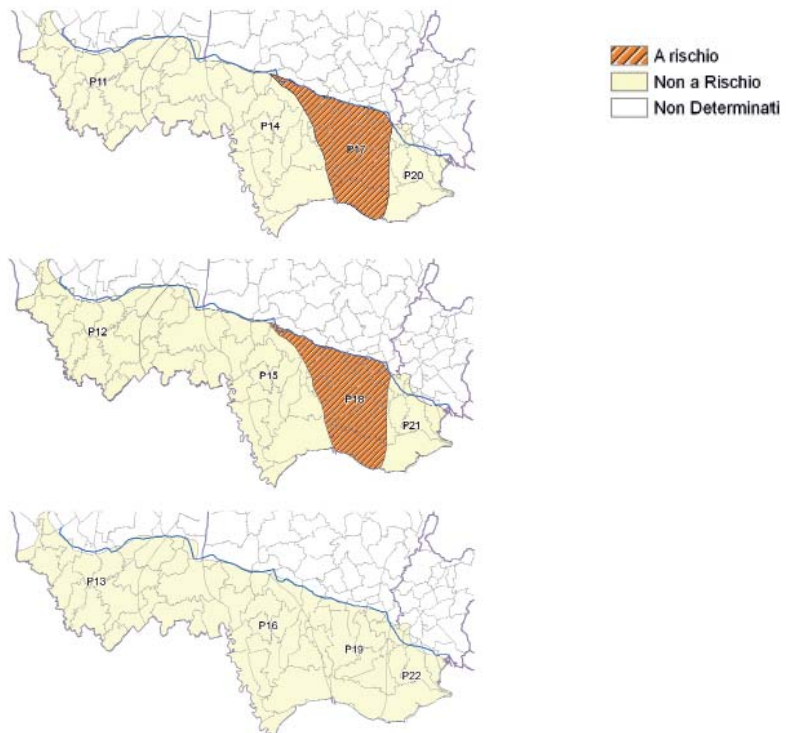 A rischio
Non a Rischio
Non Determinati
P11
P14
P17
P20
P12
P15
P18
P21
P13
P16
P19
P22